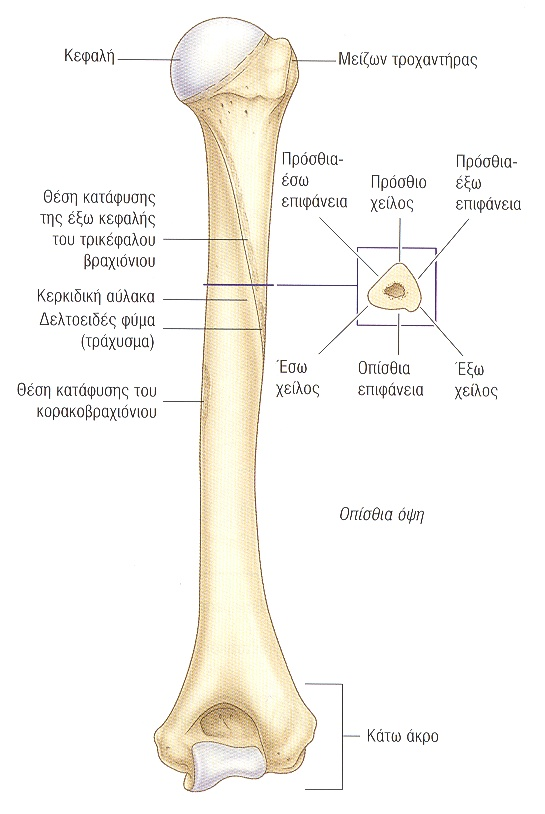 Κεφαλή
Μείζων τροχαντήρας
Πρόσθια-
έσω
επιφάνεια
Πρόσθιο
χείλος
Πρόσθια-
έξω
επιφάνεια
Θέση κατάφυσης
της έξω κεφαλής
του τρικέφαλου
βραχιόνιου
Κερκιδική αύλακα
Δελτοειδές φύμα
(τράχυσμα)
Έσω
χείλος
Οπίσθια
επιφάνεια
Έξω
χείλος
Θέση κατάφυσης του
κορακοβραχιόνιου
Οπίσθια όψη
Κάτω άκρο